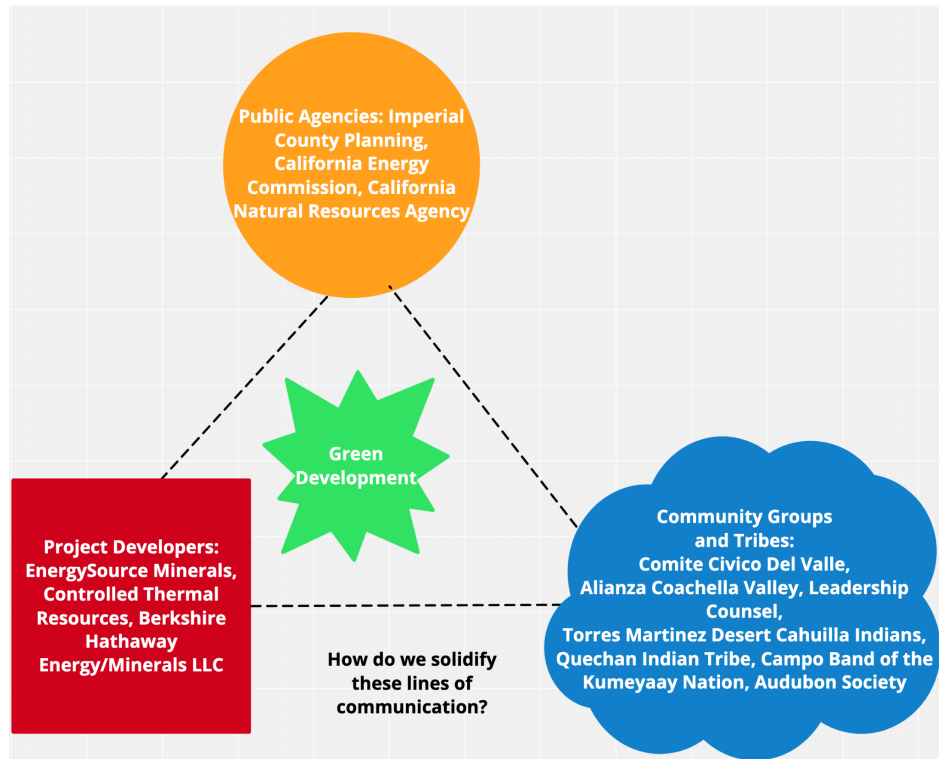 Public Agencies: Imperial
County Planning,
California Energy
Commission, California
Natural Resources Agency
Green
Development
Project Developers:
EnergySource Minerals,
Controlled Thermal
Resources, Berkshire
Hathaway
Energy/Minerals LLC
Community Groups
and Tribes:
Comite Civico Del Valle,
Alianza Coachella Valley, Leadership
Counsel,
Torres Martinez Desert Cahuilla Indians,
Quechan Indian Tribe, Campo Band of the
Kumeyaay Nation, Audubon Society
How do we solidify
these lines of
communication?